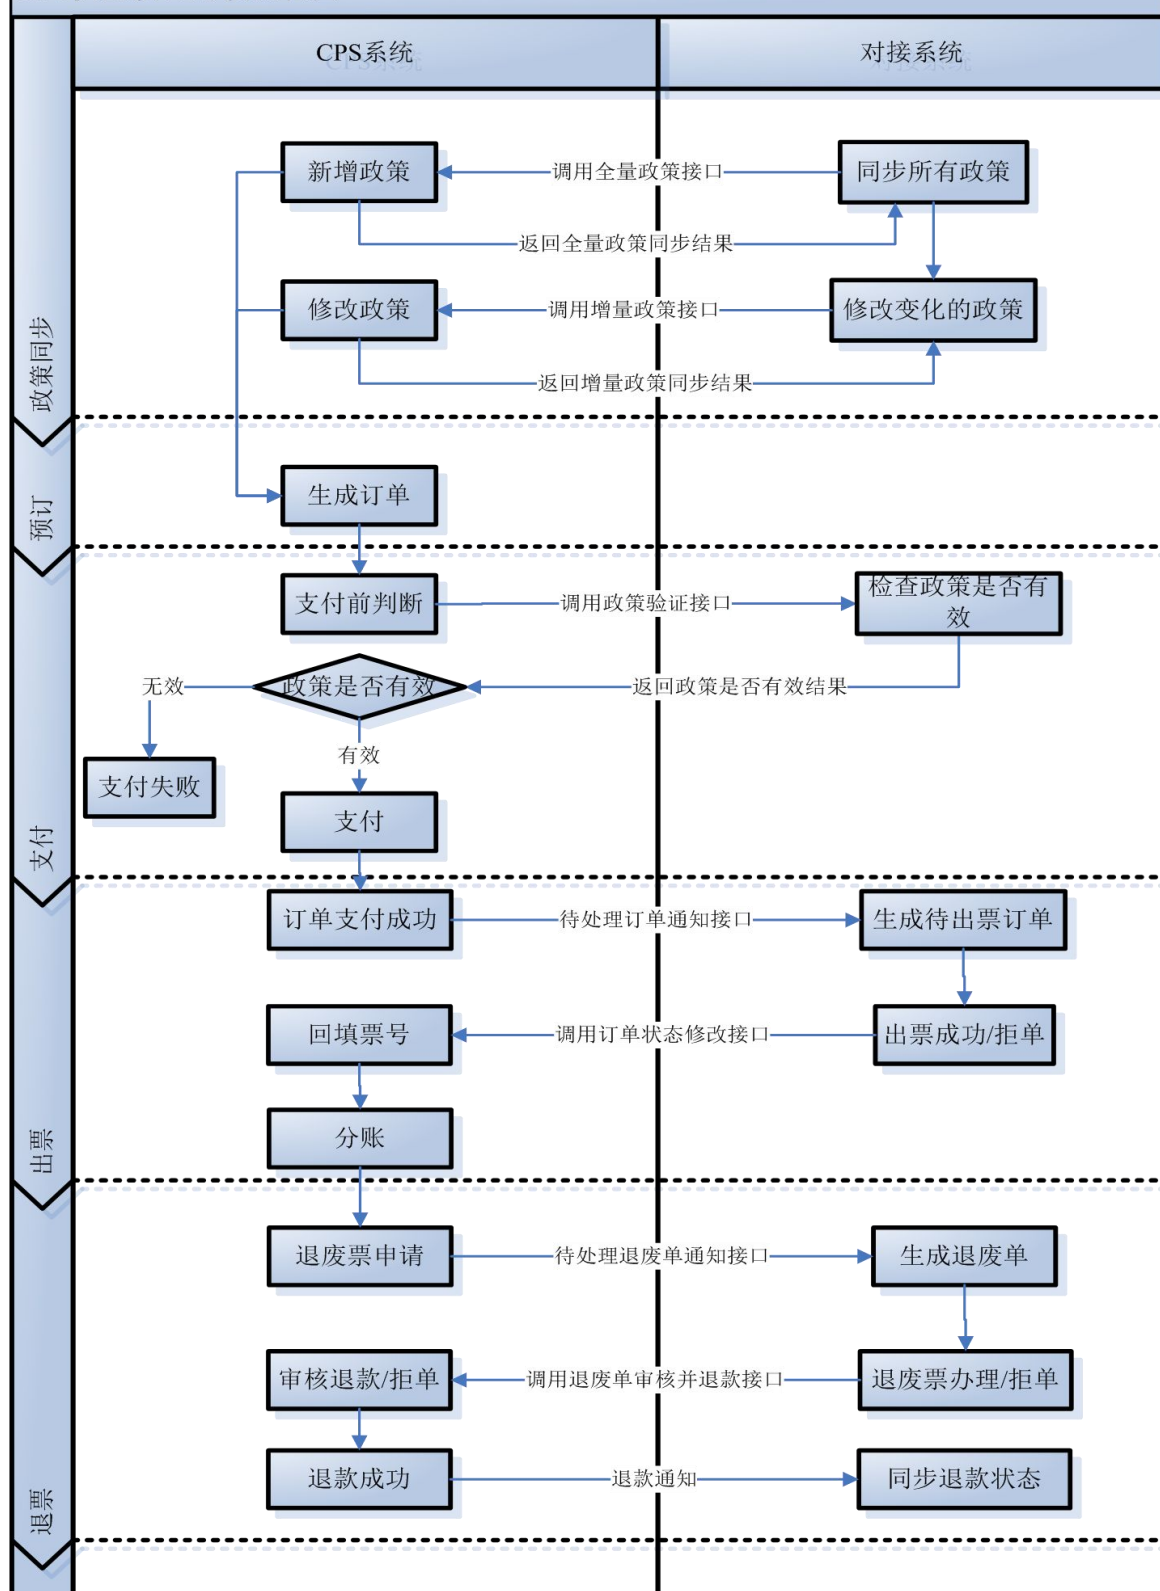 CPS系统
对接系统
新增政策
调用全量政策接口
同步所有政策
返回全量政策同步结果
修改政策
调用增量政策接口
修改变化的政策
返回增量政策同步结果
政策同步
生成订单
预订
支付前判断
调用政策验证接口
检查政策是否有
效
无效
政策是否有效
返回政策是否有效结果
有效
支付失败
支付
支付
订单支付成功
待处理订单通知接口
生成待出票订单
回填票号
调用订单状态修改接口
出票成功/拒单
分账
出票
退废票申请
待处理退废单通知接口
生成退废单
审核退款/拒单
调用退废单审核并退款接口
退废票办理/拒单
退款成功
退款通知
同步退款状态
退票